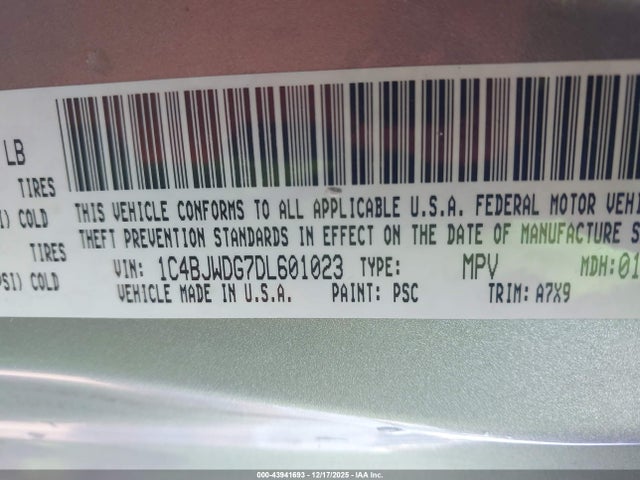 LB
TIRES
COLD
TIRES
PSI) COLD
THIS VEHICLE CONFORMS TO ALL APPLICABLE U.S.A. FEDERAL MOTOR
THEFT PREVENTION STANDARDS IN EFFECT ON THE DATE OF MANUFACTURE
VIN: 1C4BJWDG7DL601023 TYPE: MPV MDH:01
VEHICLE MADE IN U.S.A. PAINT: PSC TRIM: A7X9
000-43941693 - 12/17/2025 - IAA Inc.